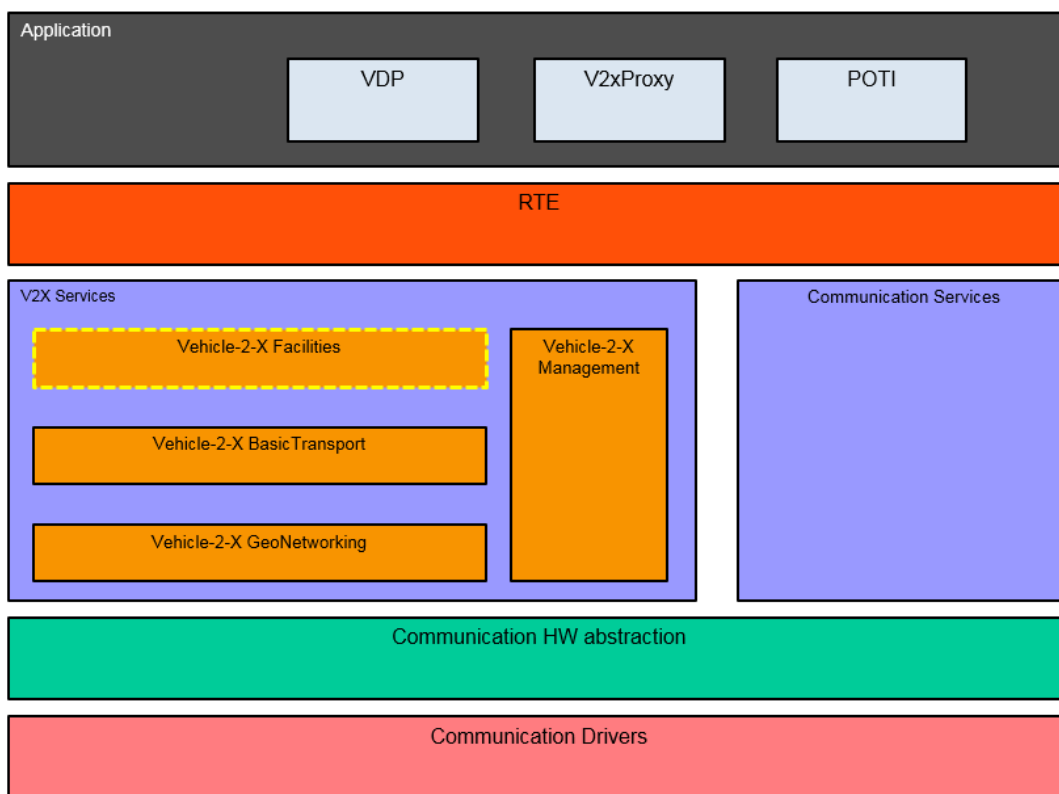 Application
VDP
V2xProxy
POTI
RTE
V2X Services
Communication Services
Vehicle-2-X Facilities
Vehicle-2-X
Management
Vehicle-2-X BasicTransport
Vehicle-2-X GeoNetworking
Communication HW abstraction
Communication Drivers